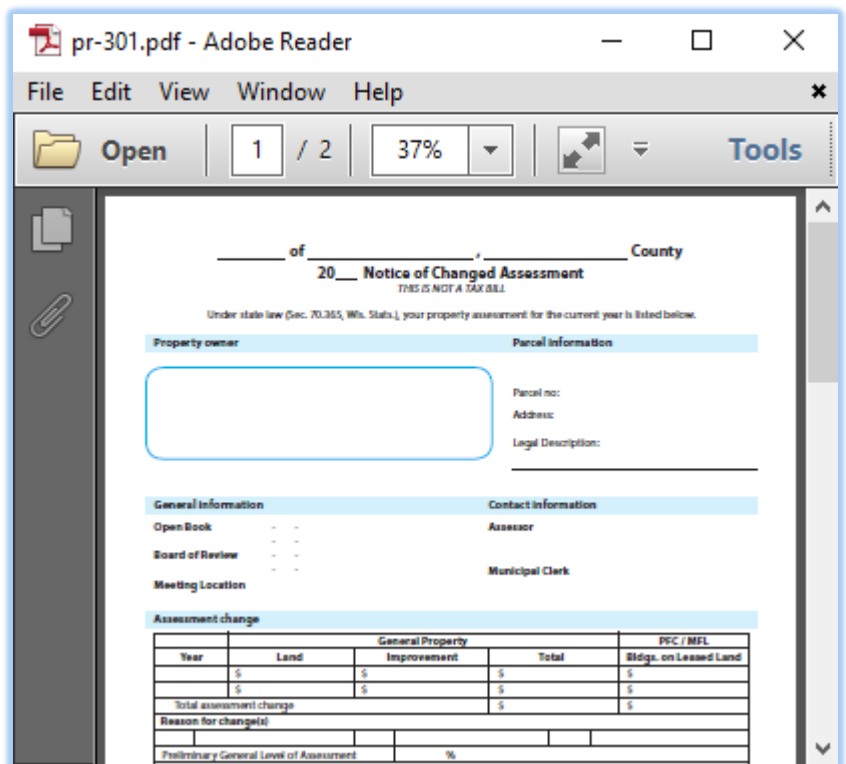 pr-301.pdf - Adobe Reader
File Edit View Window Help
Open 1 / 2 37% Tools
_______ of __________________, ________________ County
20___ Notice of Changed Assessment
THIS IS NOT A TAX BILL
Under state law (Sec. 70.365, Wis. Stats.), your property assessment for the current year is listed below.
Property owner Parcel information
Parcel no:
Address:
Legal Description:
General information Contact information
Open Book - - Assessor
- -
Board of Review - -
- - Municipal Clerk
Meeting Location
Assessment change
General Property PFC / MFL
Year Land Improvement Total Bldgs. on Leased Land
$ $ $ $
$ $ $ $
Total assessment change $ $
Reason for change(s)
Preliminary General Level of Assessment %